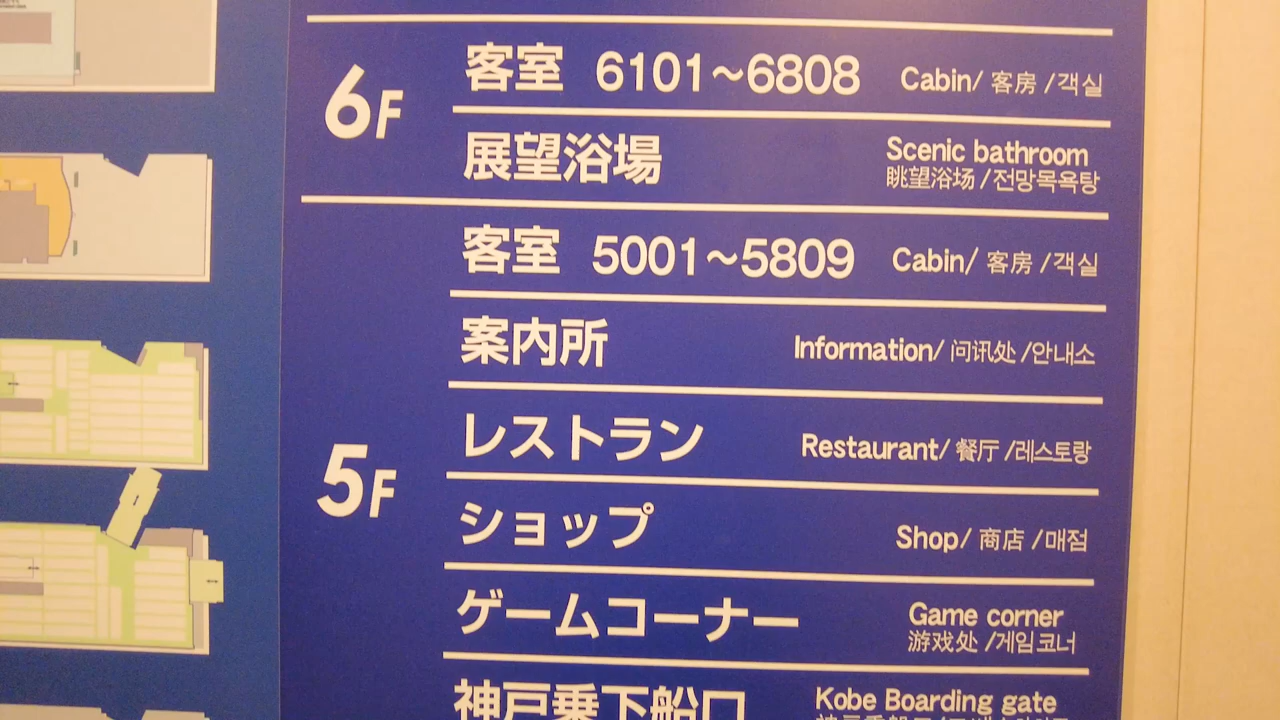 6F
客室 6101～6808 Cabin/ 客房 /객실
展望浴場 Scenic bathroom
眺望浴场 /전망목욕탕
5F
客室 5001～5809 Cabin/ 客房 /객실
案内所 Information/ 问讯处 /안내소
レストラン Restaurant/ 餐厅 /레스토랑
ショップ Shop/ 商店 /매점
ゲームコーナー Game corner
游戏处 /게임코너
神戸乗下船口 Kobe Boarding gate